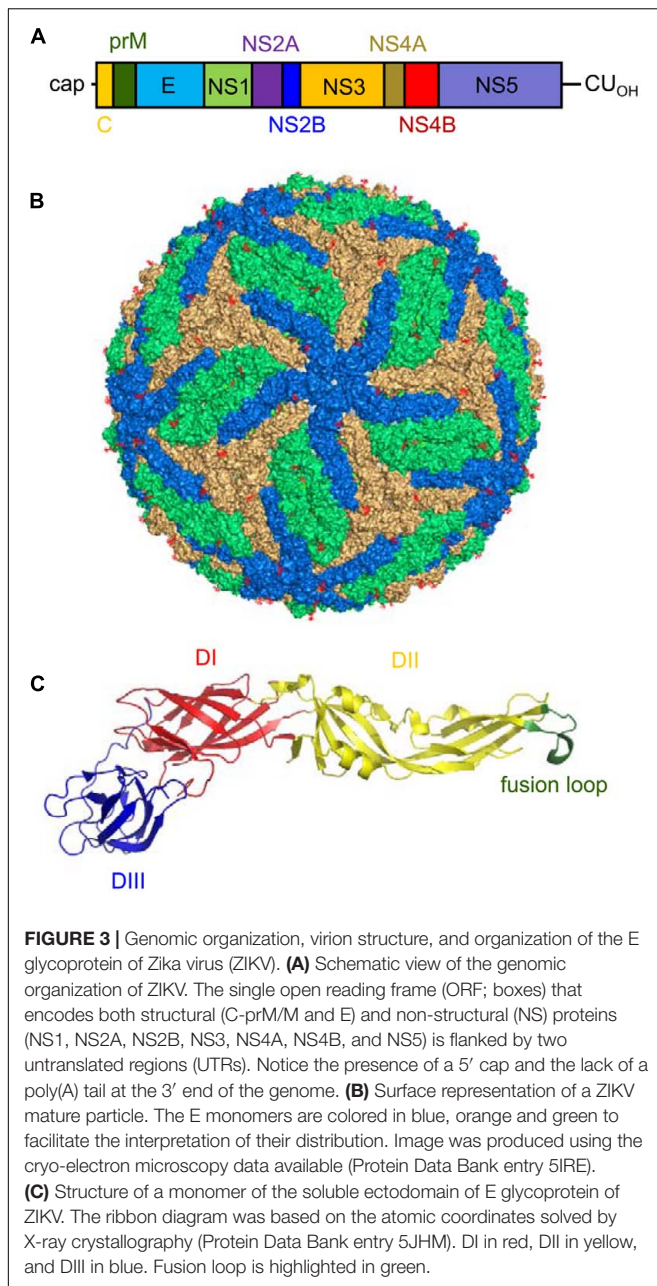 A
prM
NS2A
NS4A
cap
E
NS1
NS3
NS5
CU_OH
C
NS2B
NS4B
B
DI
DII
C
fusion loop
DIII
FIGURE 3 | Genomic organization, virion structure, and organization of the E
glycoprotein of Zika virus (ZIKV). (A) Schematic view of the genomic
organization of ZIKV. The single open reading frame (ORF; boxes) that
encodes both structural (C-prM/M and E) and non-structural (NS) proteins
(NS1, NS2A, NS2B, NS3, NS4A, NS4B, and NS5) is flanked by two
untranslated regions (UTRs). Notice the presence of a 5′ cap and the lack of a
poly(A) tail at the 3′ end of the genome. (B) Surface representation of a ZIKV
mature particle. The E monomers are colored in blue, orange and green to
facilitate the interpretation of their distribution. Image was produced using the
cryo-electron microscopy data available (Protein Data Bank entry 5IRE).
(C) Structure of a monomer of the soluble ectodomain of E glycoprotein of
ZIKV. The ribbon diagram was based on the atomic coordinates solved by
X-ray crystallography (Protein Data Bank entry 5JHM). DI in red, DII in yellow,
and DIII in blue. Fusion loop is highlighted in green.